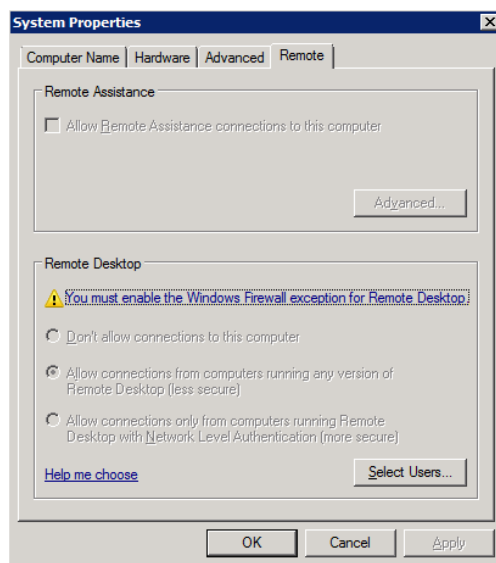 System Properties
Computer Name
Hardware
Advanced
Remote
Remote Assistance
Allow Remote Assistance connections to this computer
Advanced...
Remote Desktop
You must enable the Windows Firewall exception for Remote Desktop.
Don't allow connections to this computer
Allow connections from computers running any version of
Remote Desktop (less secure)
Allow connections only from computers running Remote
Desktop with Network Level Authentication (more secure)
Help me choose
Select Users...
OK
Cancel
Apply